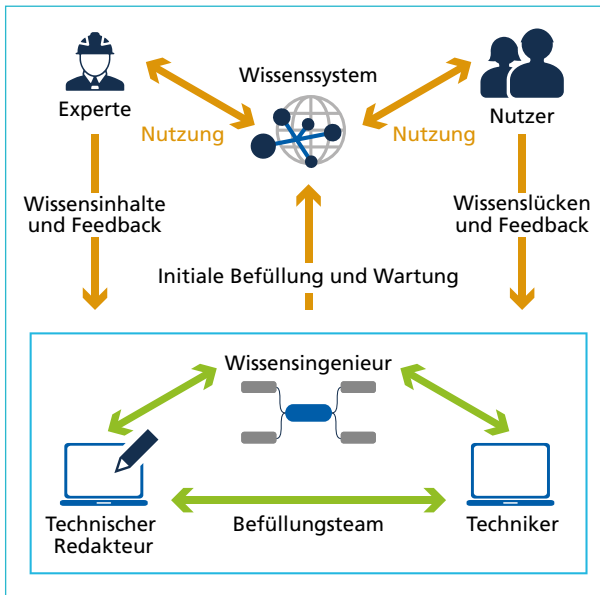 Wissenssystem
Experte
Nutzer
Nutzung
Nutzung
Wissensinhalte
und Feedback
Wissenslücken
und Feedback
Initiale Befüllung und Wartung
Wissensingenieur
Technischer
Redakteur
Befüllungsteam
Techniker